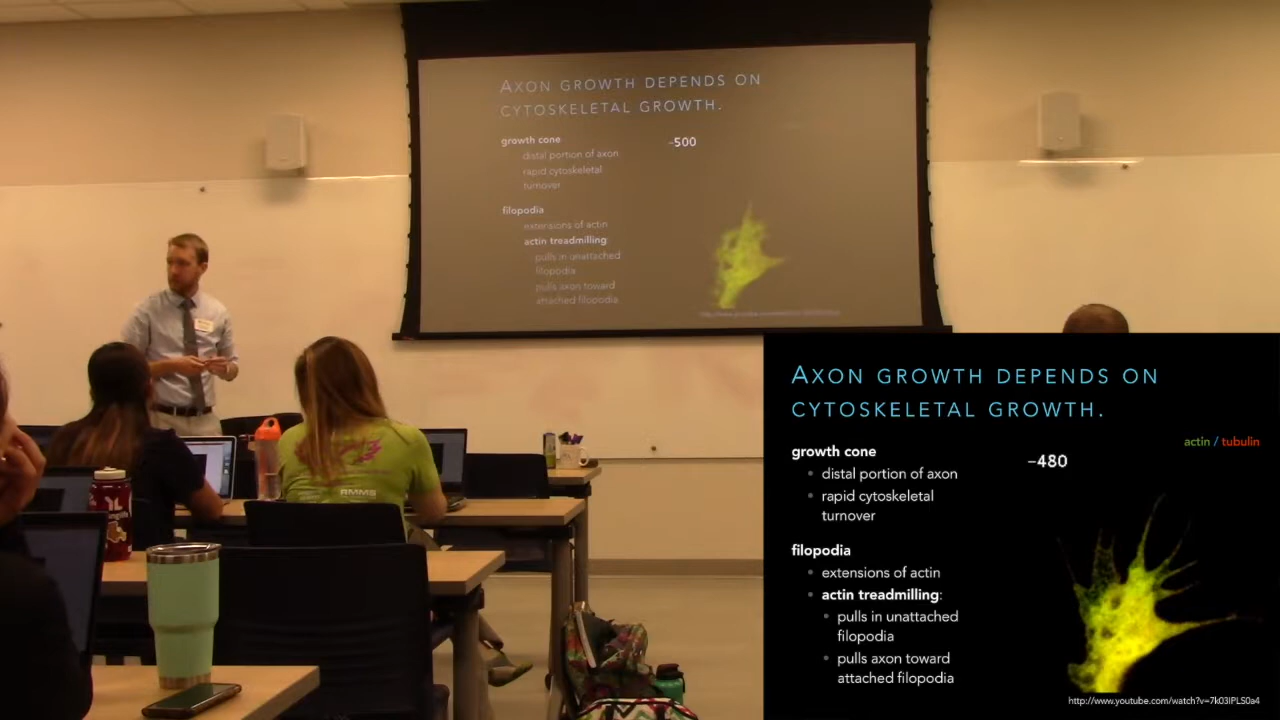 AXON GROWTH DEPENDS ON
CYTOSKELETAL GROWTH.
growth cone
distal portion of axon
rapid cytoskeletal
turnover
-500
filopodia
extensions of actin
actin treadmilling:
pulls in unattached
filopodia
pulls axon toward
attached filopodia
RMMS
AXON GROWTH DEPENDS ON
CYTOSKELETAL GROWTH.
actin / tubulin
growth cone
• distal portion of axon
• rapid cytoskeletal
turnover
-480
filopodia
• extensions of actin
• actin treadmilling:
• pulls in unattached
filopodia
• pulls axon toward
attached filopodia
http://www.youtube.com/watch?v=7k03IPLS0a4